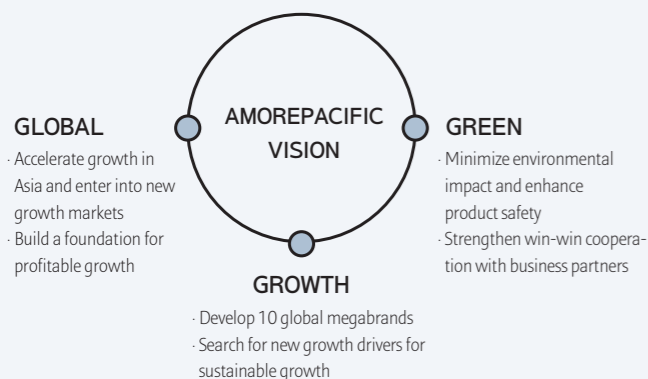 AMOREPACIFIC
VISION
GLOBAL
· Accelerate growth in
Asia and enter into new
growth markets
· Build a foundation for
profitable growth
GREEN
· Minimize environmental
impact and enhance
product safety
· Strengthen win-win coopera-
tion with business partners
GROWTH
· Develop 10 global megabrands
· Search for new growth drivers for
sustainable growth